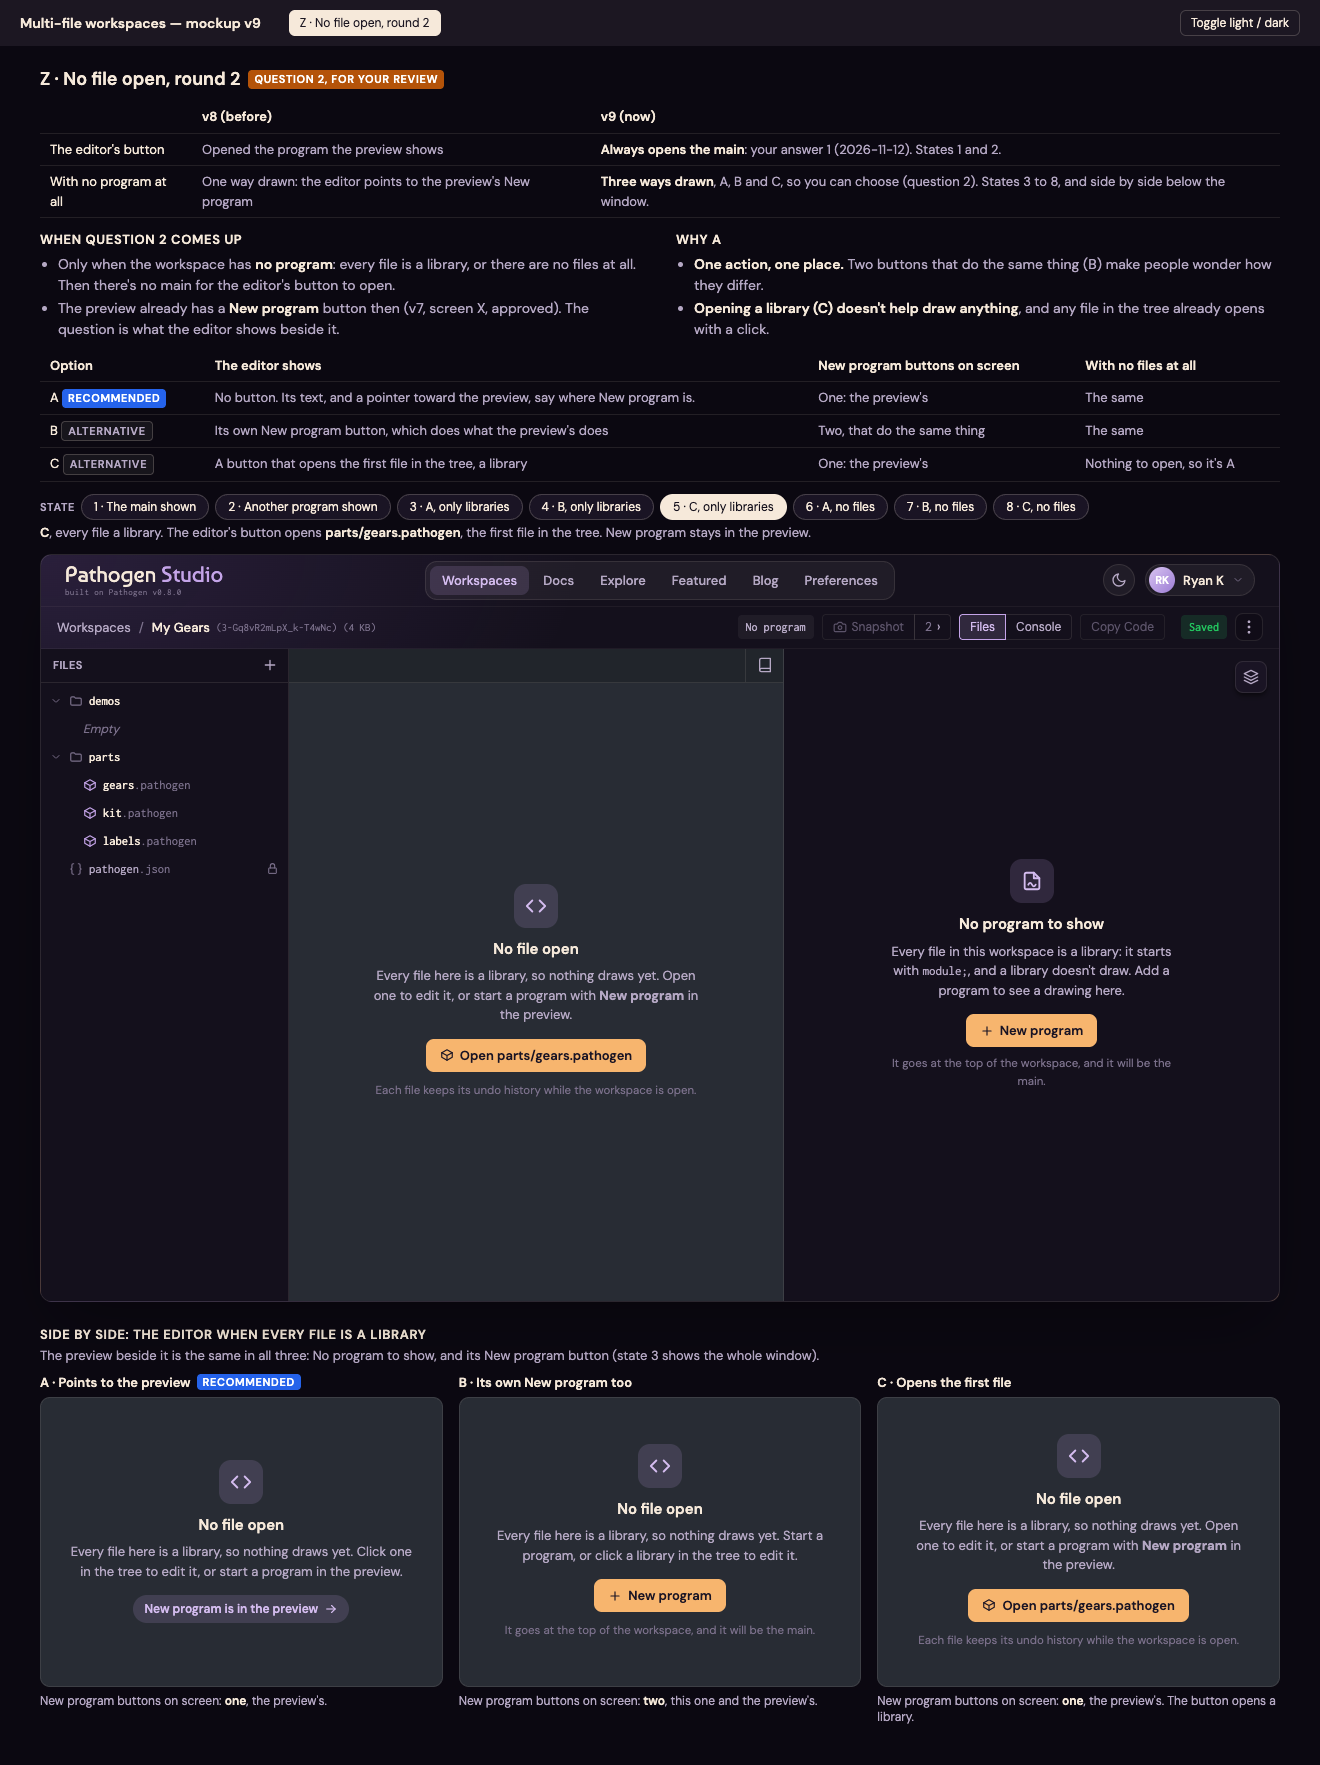 Multi-file workspaces — mockup v9
Z · No file open, round 2
Toggle light / dark
Z · No file open, round 2
QUESTION 2, FOR YOUR REVIEW
v8 (before)
v9 (now)
The editor's button
Opened the program the preview shows
Always opens the main: your answer 1 (2026-11-12). States 1 and 2.
With no program at
all
One way drawn: the editor points to the preview's New
program
Three ways drawn, A, B and C, so you can choose (question 2). States 3 to 8, and side by side below the
window.
WHEN QUESTION 2 COMES UP
• Only when the workspace has no program: every file is a library, or there are no files at all.
Then there's no main for the editor's button to open.
• The preview already has a New program button then (v7, screen X, approved). The
question is what the editor shows beside it.
WHY A
• One action, one place. Two buttons that do the same thing (B) make people wonder how
they differ.
• Opening a library (C) doesn't help draw anything, and any file in the tree already opens
with a click.
Option
The editor shows
New program buttons on screen
With no files at all
A RECOMMENDED
No button. Its text, and a pointer toward the preview, say where New program is.
One: the preview's
The same
B ALTERNATIVE
Its own New program button, which does what the preview's does
Two, that do the same thing
The same
C ALTERNATIVE
A button that opens the first file in the tree, a library
One: the preview's
Nothing to open, so it's A
STATE
1 · The main shown
2 · Another program shown
3 · A, only libraries
4 · B, only libraries
5 · C, only libraries
6 · A, no files
7 · B, no files
8 · C, no files
C, every file a library. The editor's button opens parts/gears.pathogen, the first file in the tree. New program stays in the preview.
Pathogen Studio
built on Pathogen v0.8.0
Workspaces
Docs
Explore
Featured
Blog
Preferences
RK
Ryan K
Workspaces / My Gears (3-Gq8vR2mLpX_k-T4wNc) (4 KB)
No program
Snapshot
2 ›
Files
Console
Copy Code
Saved
FILES
demos
Empty
parts
gears.pathogen
kit.pathogen
labels.pathogen
{} pathogen.json
No file open
Every file here is a library, so nothing draws yet. Open
one to edit it, or start a program with New program in
the preview.
Open parts/gears.pathogen
Each file keeps its undo history while the workspace is open.
No program to show
Every file in this workspace is a library: it starts
with module;, and a library doesn't draw. Add a
program to see a drawing here.
+ New program
It goes at the top of the workspace, and it will be the
main.
SIDE BY SIDE: THE EDITOR WHEN EVERY FILE IS A LIBRARY
The preview beside it is the same in all three: No program to show, and its New program button (state 3 shows the whole window).
A · Points to the preview RECOMMENDED
No file open
Every file here is a library, so nothing draws yet. Click one
in the tree to edit it, or start a program in the preview.
New program is in the preview →
New program buttons on screen: one, the preview's.
B · Its own New program too
No file open
Every file here is a library, so nothing draws yet. Start a
program, or click a library in the tree to edit it.
+ New program
It goes at the top of the workspace, and it will be the main.
New program buttons on screen: two, this one and the preview's.
C · Opens the first file
No file open
Every file here is a library, so nothing draws yet. Open
one to edit it, or start a program with New program in
the preview.
Open parts/gears.pathogen
Each file keeps its undo history while the workspace is open.
New program buttons on screen: one, the preview's. The button opens a
library.